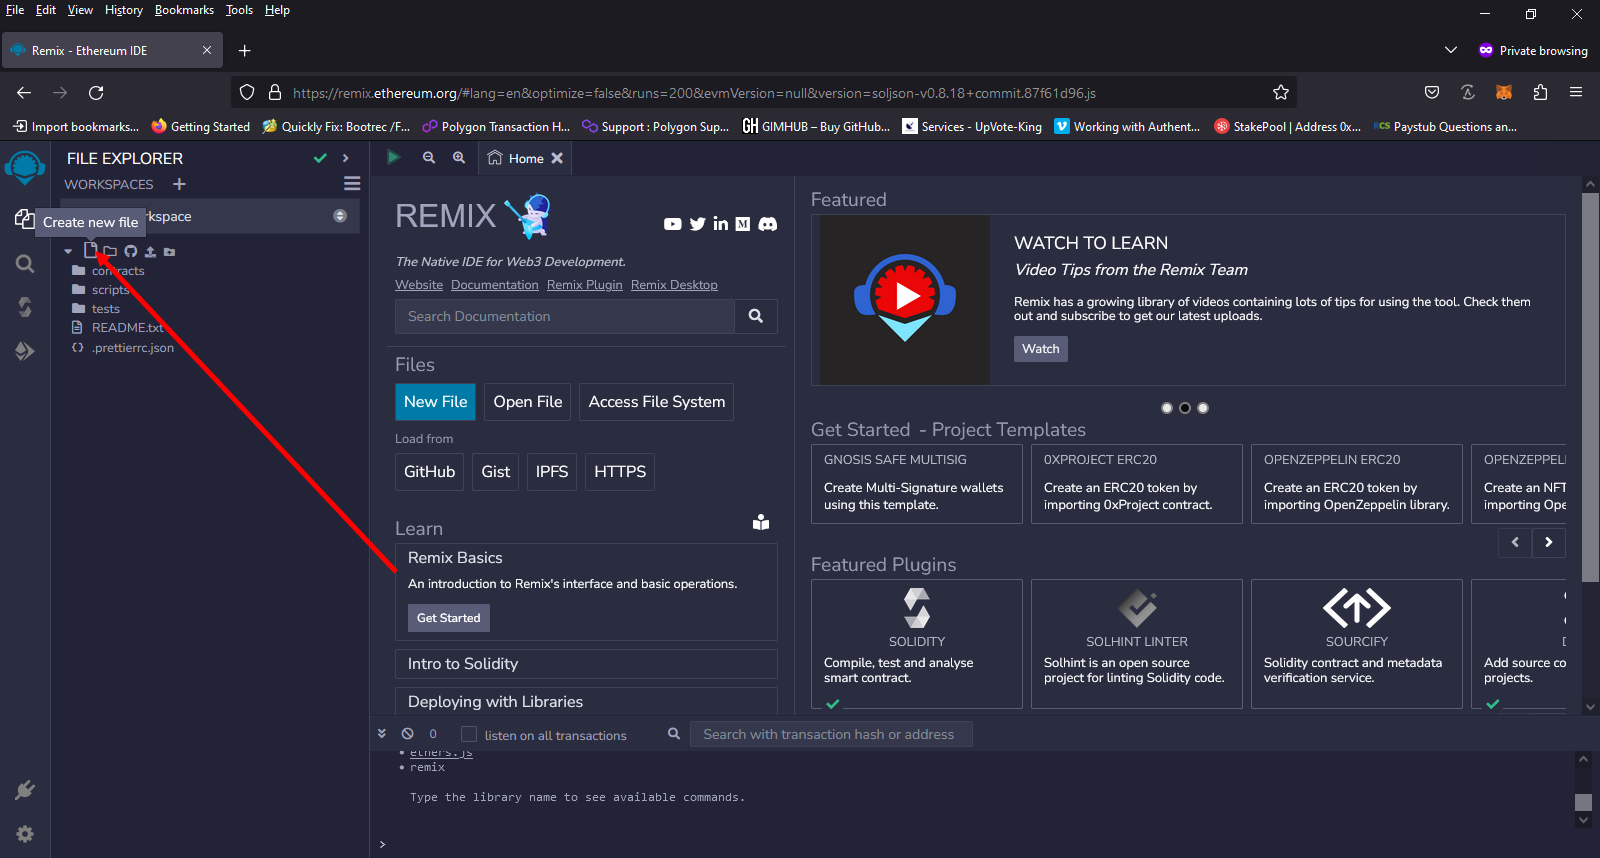 File Edit View History Bookmarks Tools Help
Remix - Ethereum IDE
Private browsing
https://remix.ethereum.org/#lang=en&optimize=false&runs=200&evmVersion=null&version=soljson-v0.8.18+commit.87f61d96.js
Import bookmarks... Getting Started Quickly Fix: Bootrec /F... Polygon Transaction H... Support : Polygon Sup... GH GIMHUB – Buy GitHub... Services - UpVote-King Working with Authent... StakePool | Address 0x... RCS Paystub Questions an...
FILE EXPLORER
WORKSPACES +
kspace
Create new file
contracts
scripts
tests
README.txt
.prettierrc.json
Home
REMIX
The Native IDE for Web3 Development.
Website Documentation Remix Plugin Remix Desktop
Search Documentation
Files
New File Open File Access File System
Load from
GitHub Gist IPFS HTTPS
Learn
Remix Basics
An introduction to Remix's interface and basic operations.
Get Started
Intro to Solidity
Deploying with Libraries
Featured
WATCH TO LEARN
Video Tips from the Remix Team
Remix has a growing library of videos containing lots of tips for using the tool. Check them
out and subscribe to get our latest uploads.
Watch
Get Started - Project Templates
GNOSIS SAFE MULTISIG
Create Multi-Signature wallets
using this template.
0XPROJECT ERC20
Create an ERC20 token by
importing 0xProject contract.
OPENZEPPELIN ERC20
Create an ERC20 token by
importing OpenZeppelin library.
OPENZEPPEL
Create an NFT
importing Ope
Featured Plugins
SOLIDITY
Compile, test and analyse
smart contract.
SOLHINT LINTER
Solhint is an open source
project for linting Solidity code.
SOURCIFY
Solidity contract and metadata
verification service.
Add source co
projects.
0 listen on all transactions
Search with transaction hash or address
• ethers.js
• remix
Type the library name to see available commands.
>